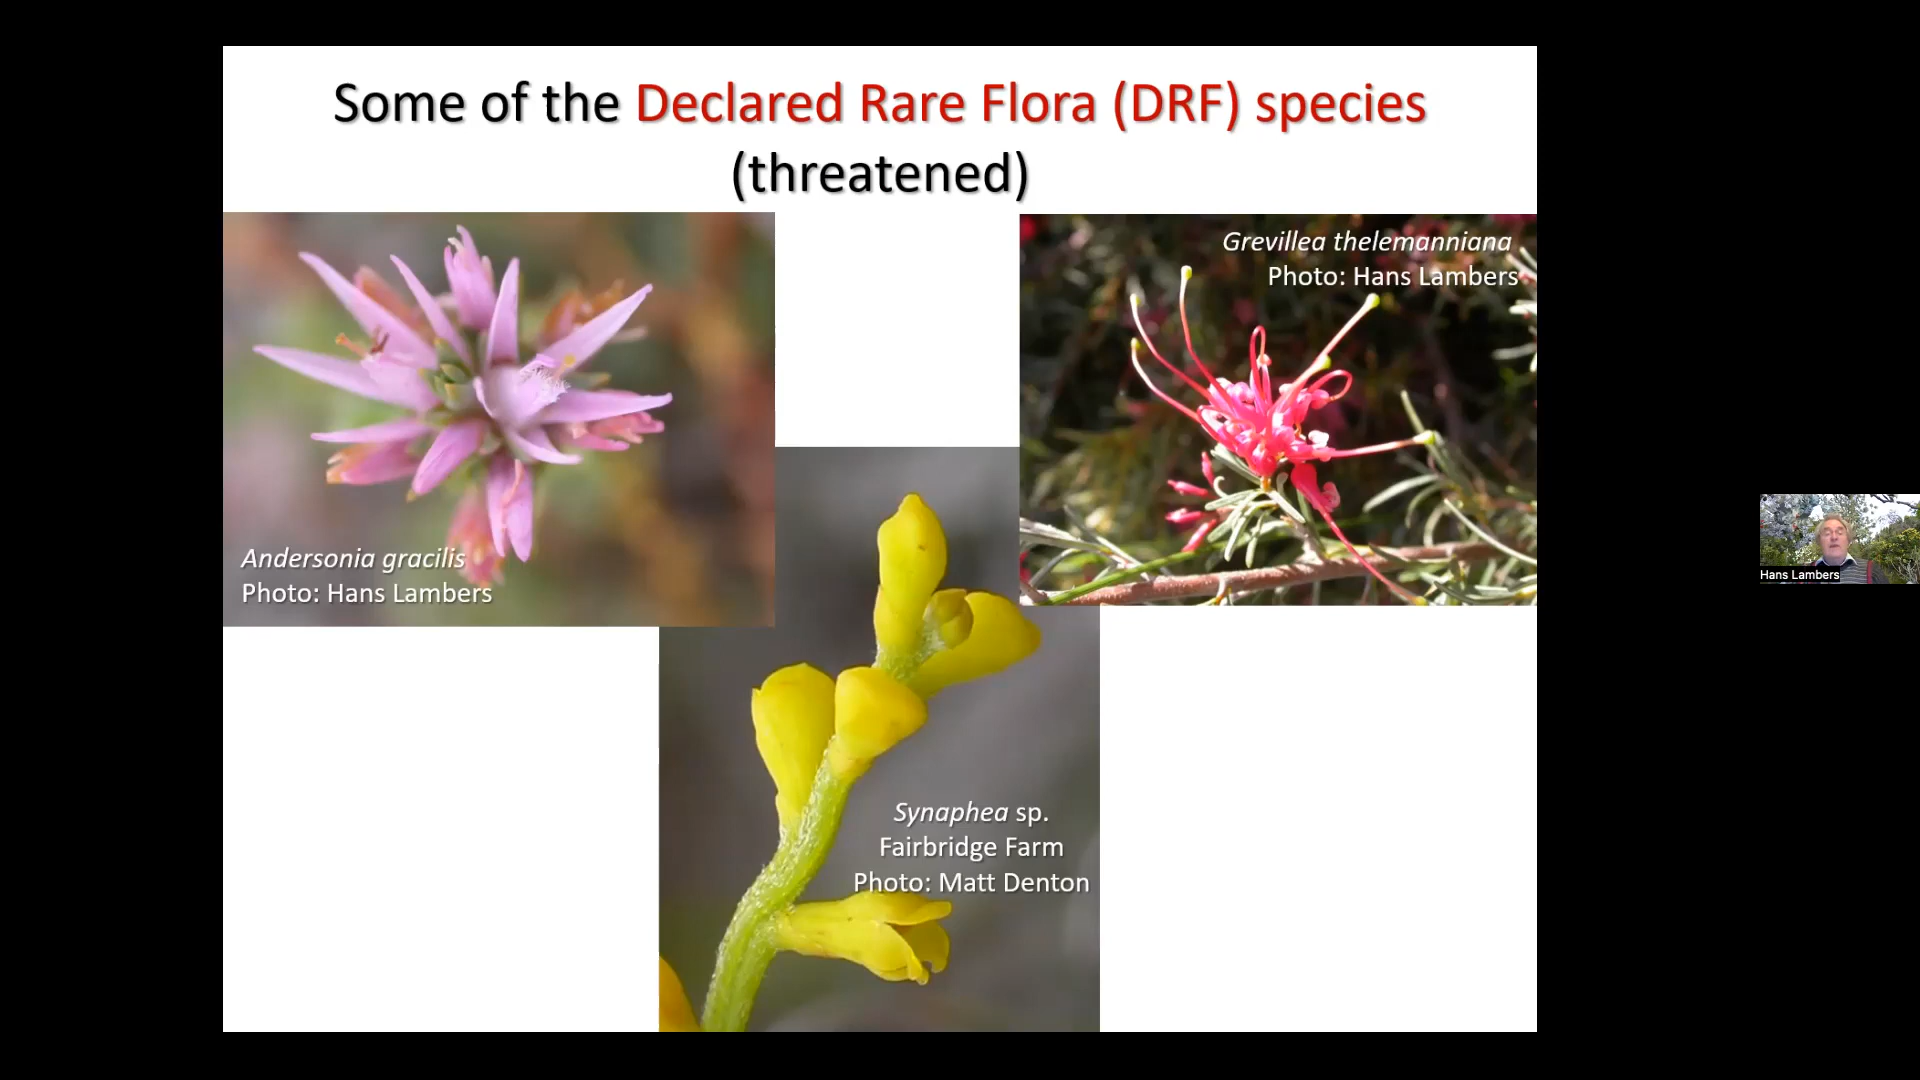 Some of the Declared Rare Flora (DRF) species
(threatened)
Andersonia gracilis
Photo: Hans Lambers
Grevillea thelemanniana
Photo: Hans Lambers
Synaphea sp.
Fairbridge Farm
Photo: Matt Denton
Hans Lambers